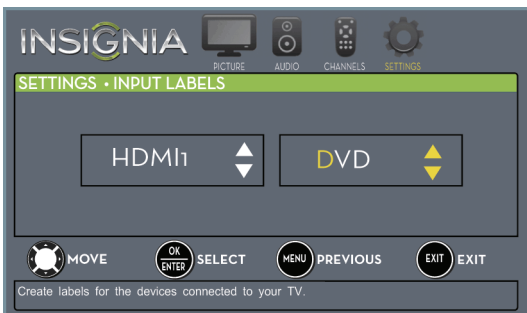 INSIGNIA
PICTURE AUDIO CHANNELS SETTINGS
SETTINGS • INPUT LABELS
HDMI1 DVD
MOVE OK ENTER SELECT MENU PREVIOUS EXIT EXIT
Create labels for the devices connected to your TV.